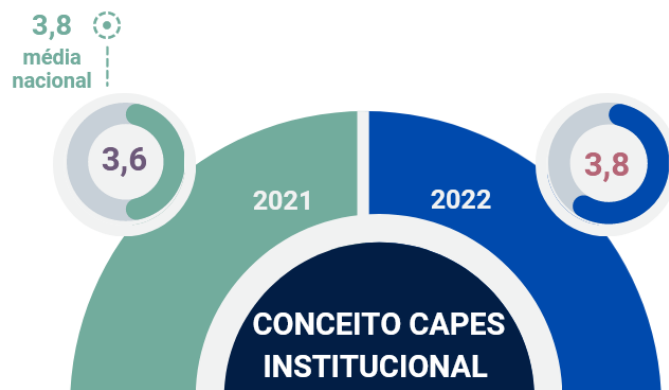 3,8
média
nacional
3,6
2021
2022
3,8
CONCEITO CAPES
INSTITUCIONAL